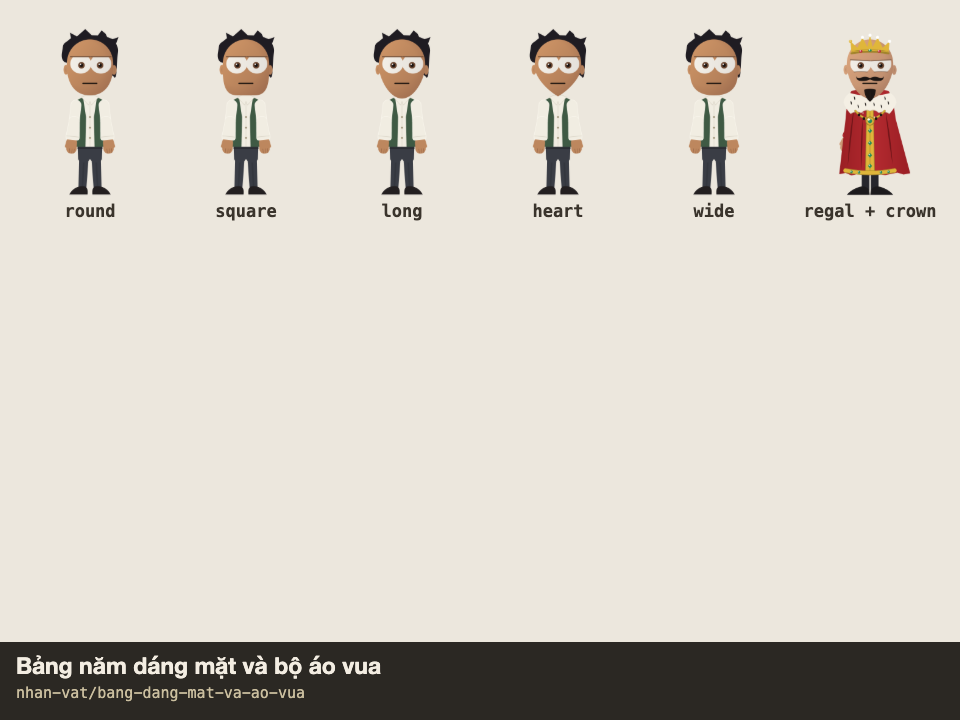 round square long heart wide regal + crown
Bảng năm dáng mặt và bộ áo vua
nhan-vat/bang-dang-mat-va-ao-vua